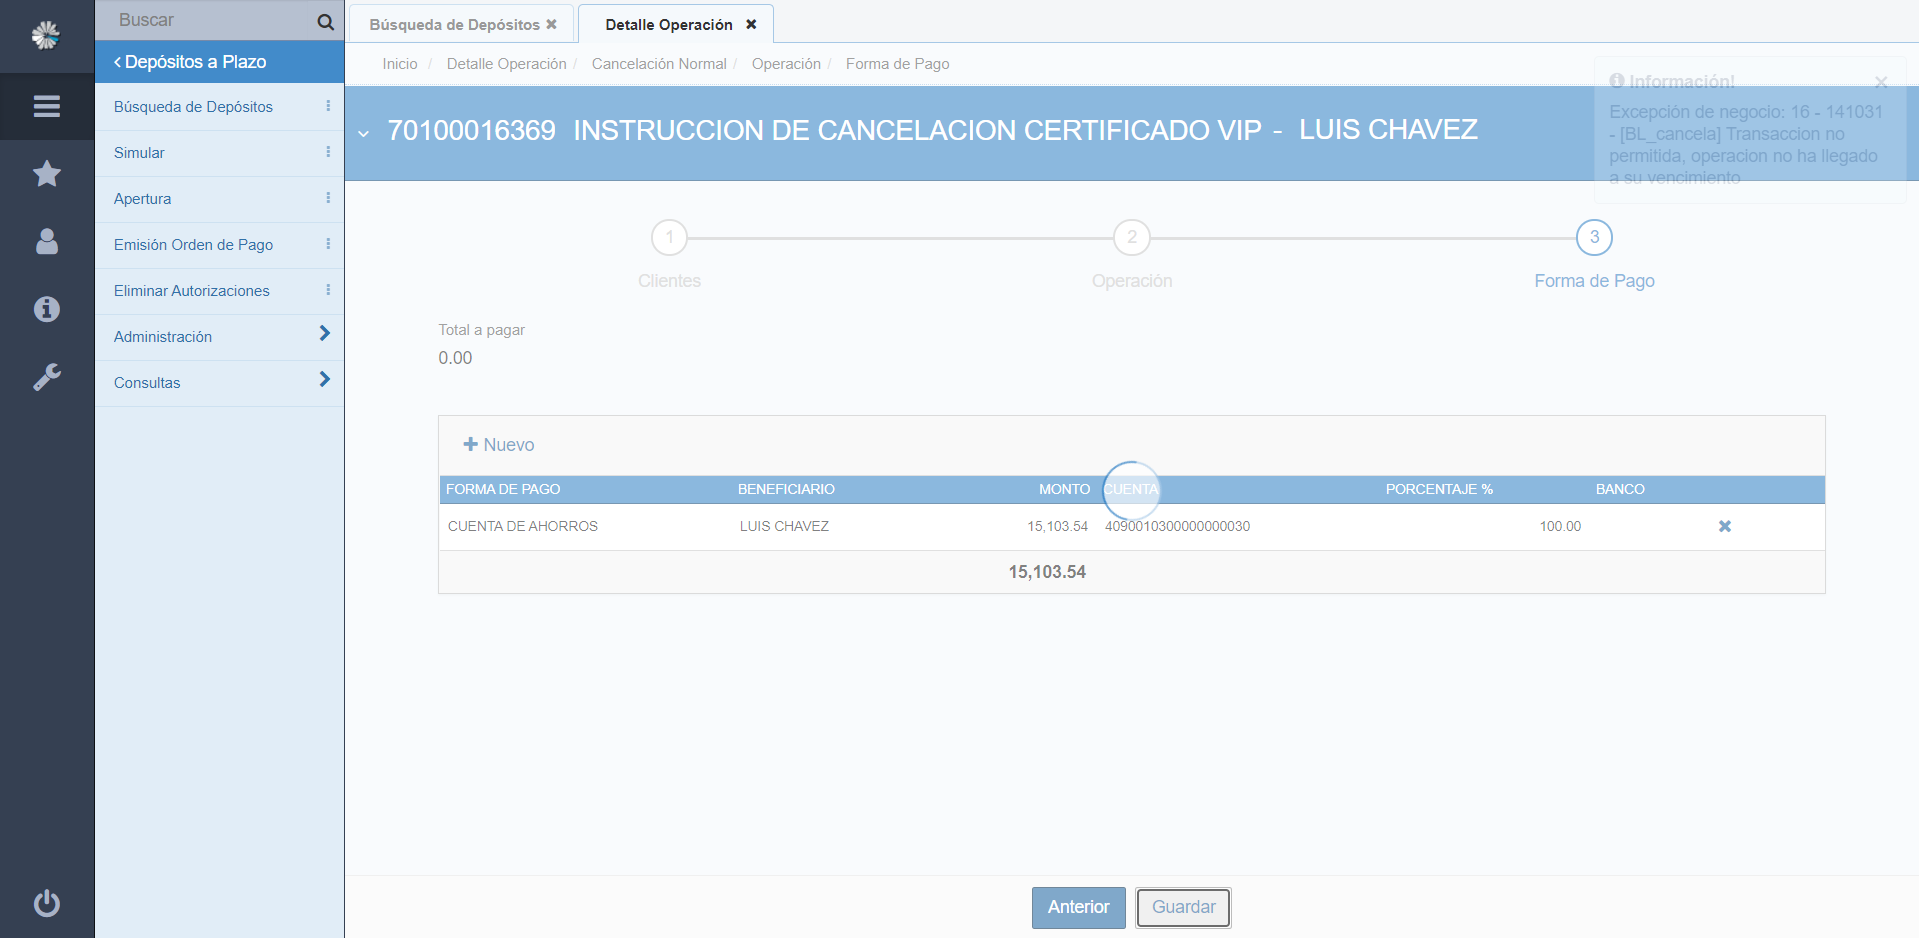 Buscar
Depósitos a Plazo
Búsqueda de Depósitos
Simular
Apertura
Emisión Orden de Pago
Eliminar Autorizaciones
Administración
Consultas
Búsqueda de Depósitos
Detalle Operación
Inicio / Detalle Operación / Cancelación Normal / Operación / Forma de Pago
70100016369 INSTRUCCION DE CANCELACION CERTIFICADO VIP - LUIS CHAVEZ
Información!
Excepción de negocio: 16 - 141031
- [BL_cancela] Transaccion no
permitida, operacion no ha llegado
a su vencimiento
1 2 3
Clientes Operación Forma de Pago
Total a pagar
0.00
Nuevo
FORMA DE PAGO BENEFICIARIO MONTO CUENTA PORCENTAJE % BANCO
CUENTA DE AHORROS LUIS CHAVEZ 15,103.54 4090010300000000030 100.00
15,103.54
Anterior Guardar